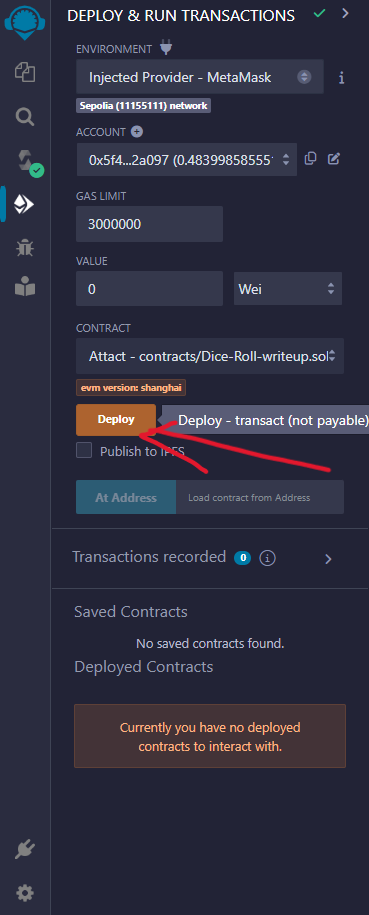 DEPLOY & RUN TRANSACTIONS
ENVIRONMENT
Injected Provider - MetaMask
Sepolia (11155111) network
ACCOUNT
0x5f4...2a097 (0.48399858555
GAS LIMIT
3000000
VALUE
0
Wei
CONTRACT
Attact - contracts/Dice-Roll-writeup.sol
evm version: shanghai
Deploy
Deploy - transact (not payable)
Publish to IPFS
At Address
Load contract from Address
Transactions recorded 0 i
Saved Contracts
No saved contracts found.
Deployed Contracts
Currently you have no deployed
contracts to interact with.